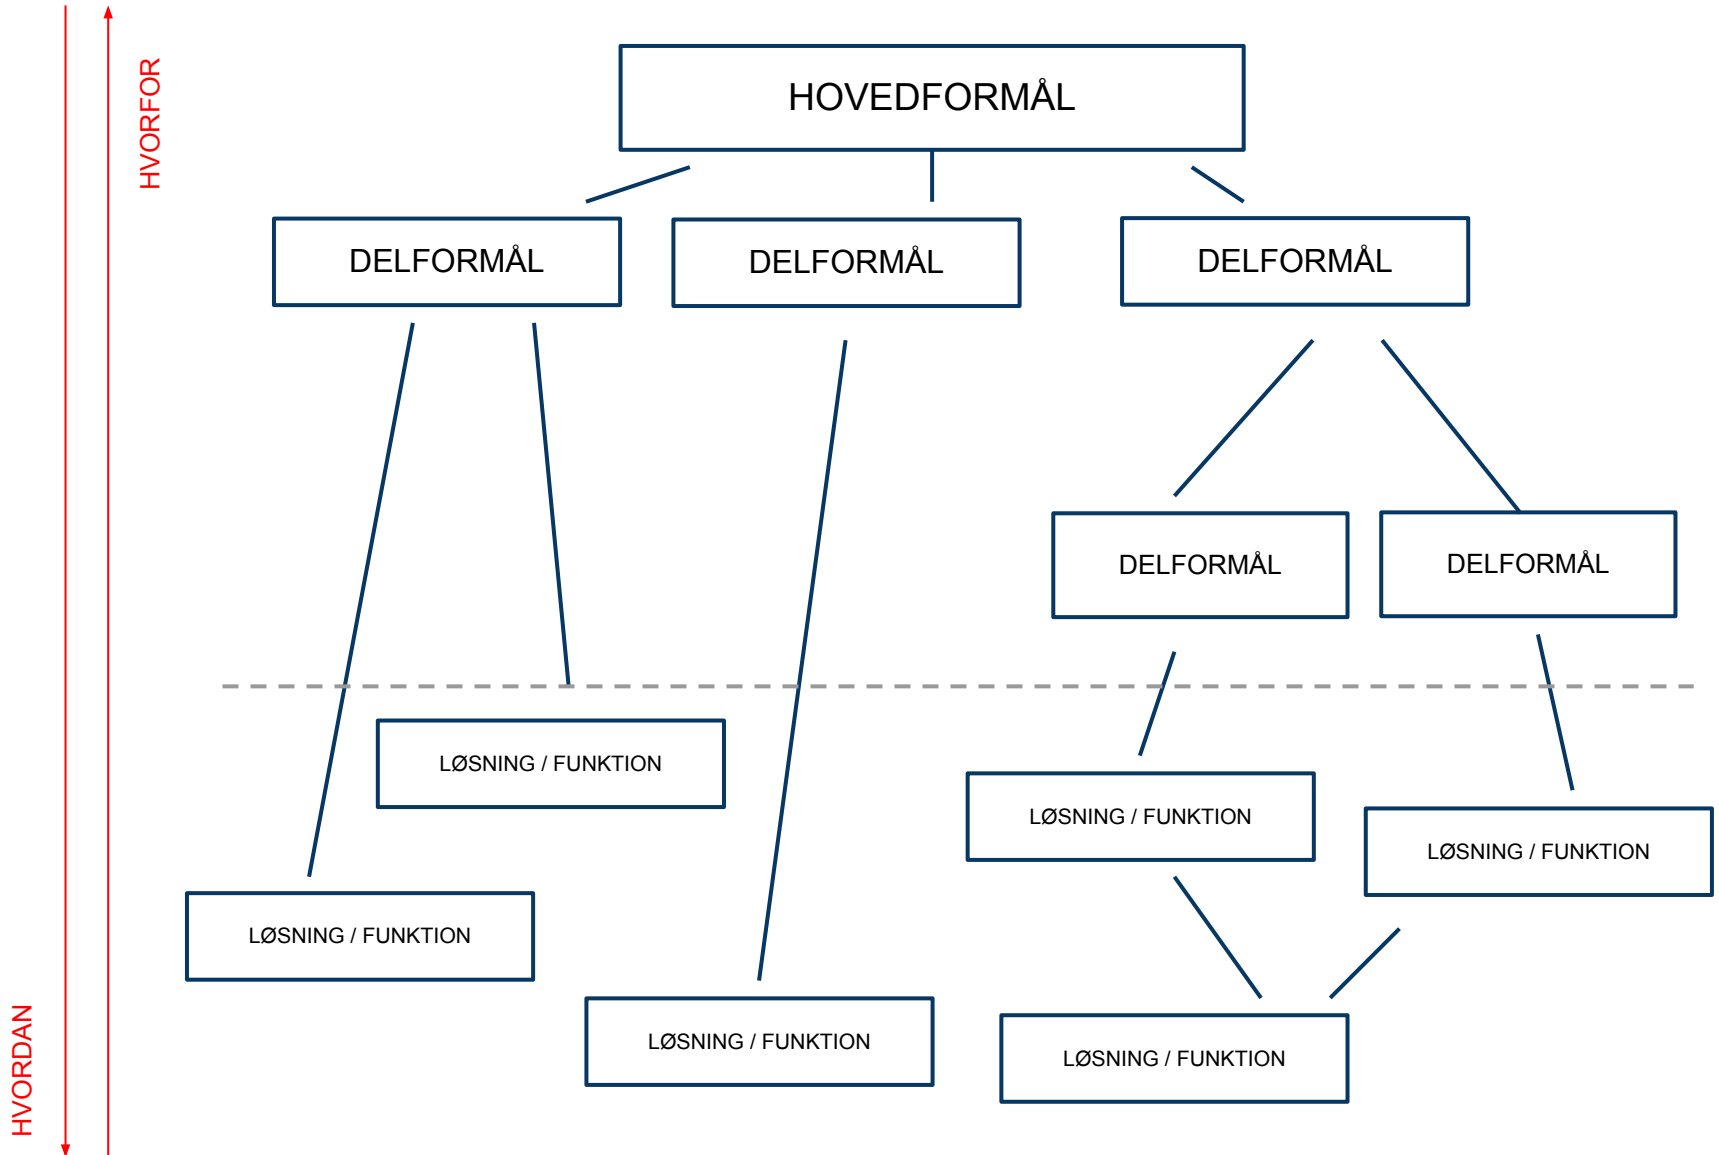 HVORFOR
HOVEDFORMÅL
DELFORMÅL
DELFORMÅL
DELFORMÅL
DELFORMÅL
DELFORMÅL
LØSNING / FUNKTION
LØSNING / FUNKTION
LØSNING / FUNKTION
LØSNING / FUNKTION
LØSNING / FUNKTION
LØSNING / FUNKTION
HVORDAN